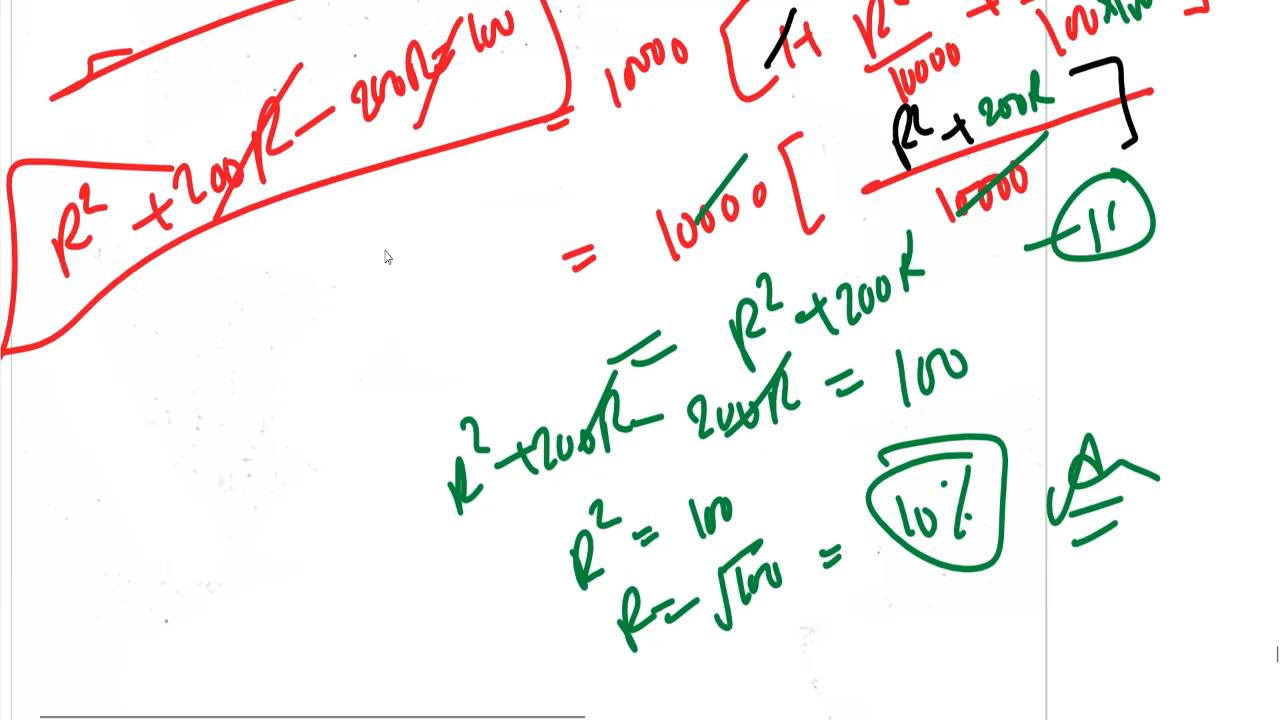 R² + 200R - 200R = 100
10000 [ 1 + R²/10000 +
= 10000 [ R² + 200R / 10000 ]
- 11
= R² + 200R
R² + 200R - 200R = 100
R² = 100
R = √100 = 10%